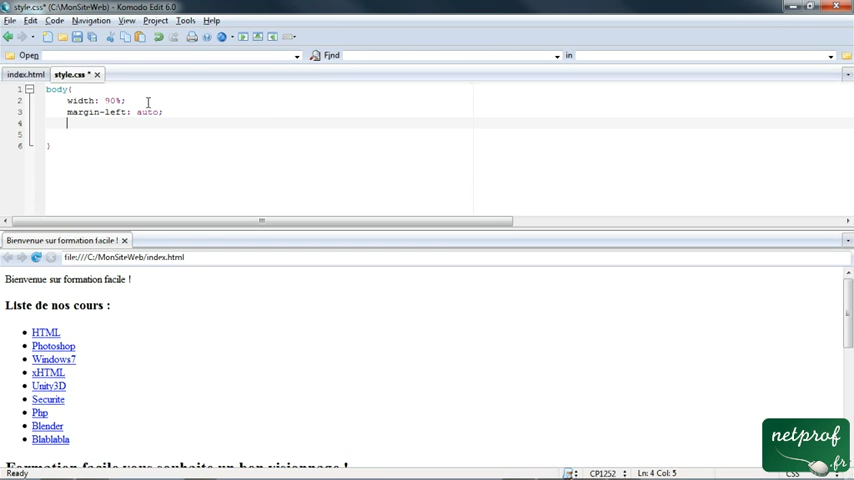 style.css* (C:\MonSiteWeb) - Komodo Edit 6.0
File Edit Code Navigation View Project Tools Help
Open Find in
index.html style.css *
1 body{
2 width: 90%;
3 margin-left: auto;
4
5
6 }
Bienvenue sur formation facile !
file:///C:/MonSiteWeb/index.html
Bienvenue sur formation facile !
Liste de nos cours :
HTML
Photoshop
Windows7
xHTML
Unity3D
Securite
Php
Blender
Blablabla
Formation facile vous souhaite un bon visionnage !
netprof
.fr
Ready CP1252 Ln: 4 Col: 5 CSS